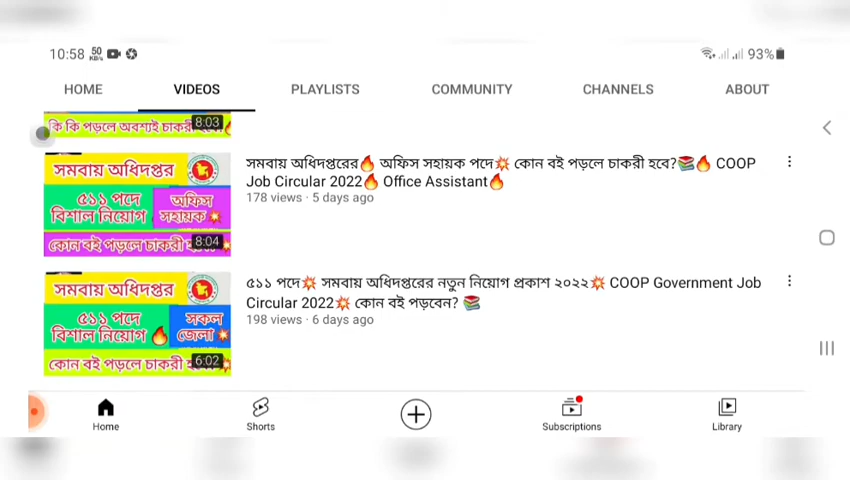 10:58 50 KB/s 93%
HOME VIDEOS PLAYLISTS COMMUNITY CHANNELS ABOUT
কি কি পড়লে অবশ্যই চাকরী হবে🔥
8:03
সমবায় অধিদপ্তর
৫১১ পদে
বিশাল নিয়োগ
অফিস
সহায়ক💥
কোন বই পড়লে চাকরী
8:04
সমবায় অধিদপ্তরের🔥 অফিস সহায়ক পদে💥 কোন বই পড়লে চাকরী হবে?📚🔥 COOP
Job Circular 2022🔥 Office Assistant🔥
178 views · 5 days ago
সমবায় অধিদপ্তর
৫১১ পদে
বিশাল নিয়োগ🔥
সকল
জেলা💥
কোন বই পড়লে চাকরী
6:02
৫১১ পদে💥 সমবায় অধিদপ্তরের নতুন নিয়োগ প্রকাশ ২০২২💥 COOP Government Job
Circular 2022💥 কোন বই পড়বেন? 📚
198 views · 6 days ago
Home Shorts Subscriptions Library